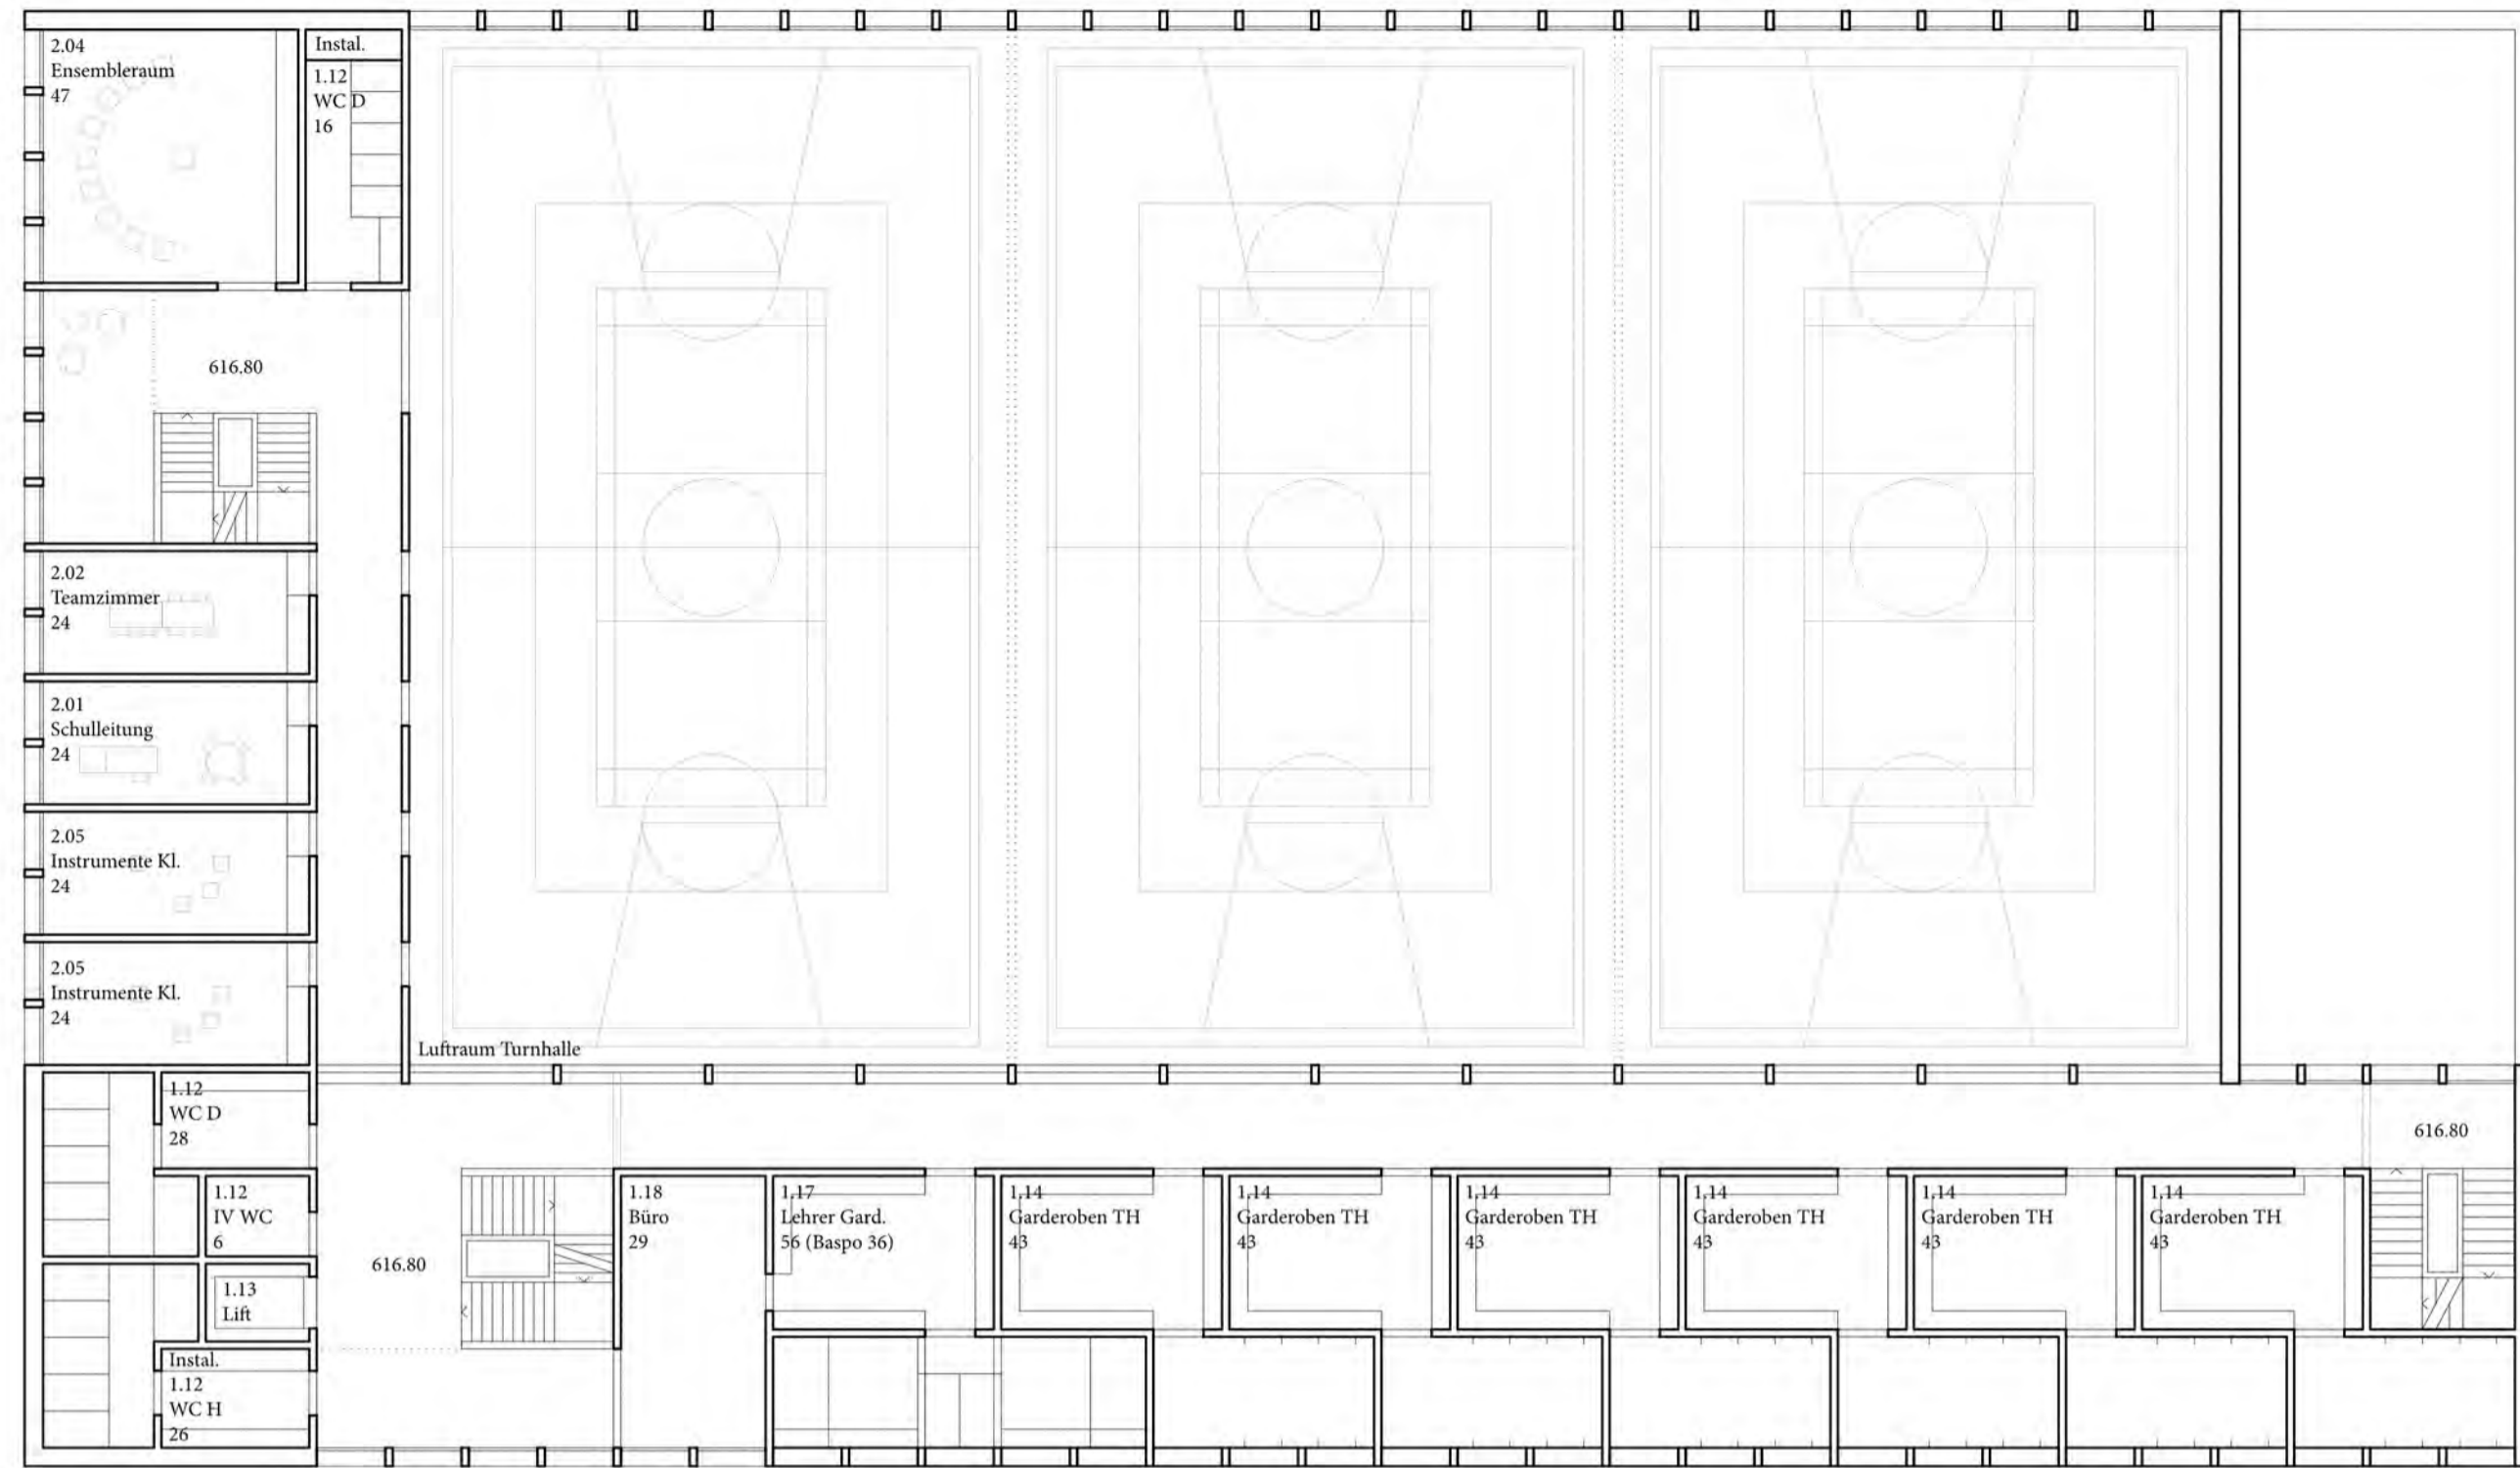 2.04
Ensembleraum
47
Instal.
1.12
WC D
16
616.80
2.02
Teamzimmer
24
2.01
Schulleitung
24
2.05
Instrumente Kl.
24
2.05
Instrumente Kl.
24
Luftraum Turnhalle
1.12
WC D
28
1.12
IV WC
6
1.13
Lift
Instal.
1.12
WC H
26
616.80
1.18
Büro
29
1.17
Lehrer Gard.
56 (Baspo 36)
1.14
Garderoben TH
43
1.14
Garderoben TH
43
1.14
Garderoben TH
43
1.14
Garderoben TH
43
1.14
Garderoben TH
43
1.14
Garderoben TH
43
616.80